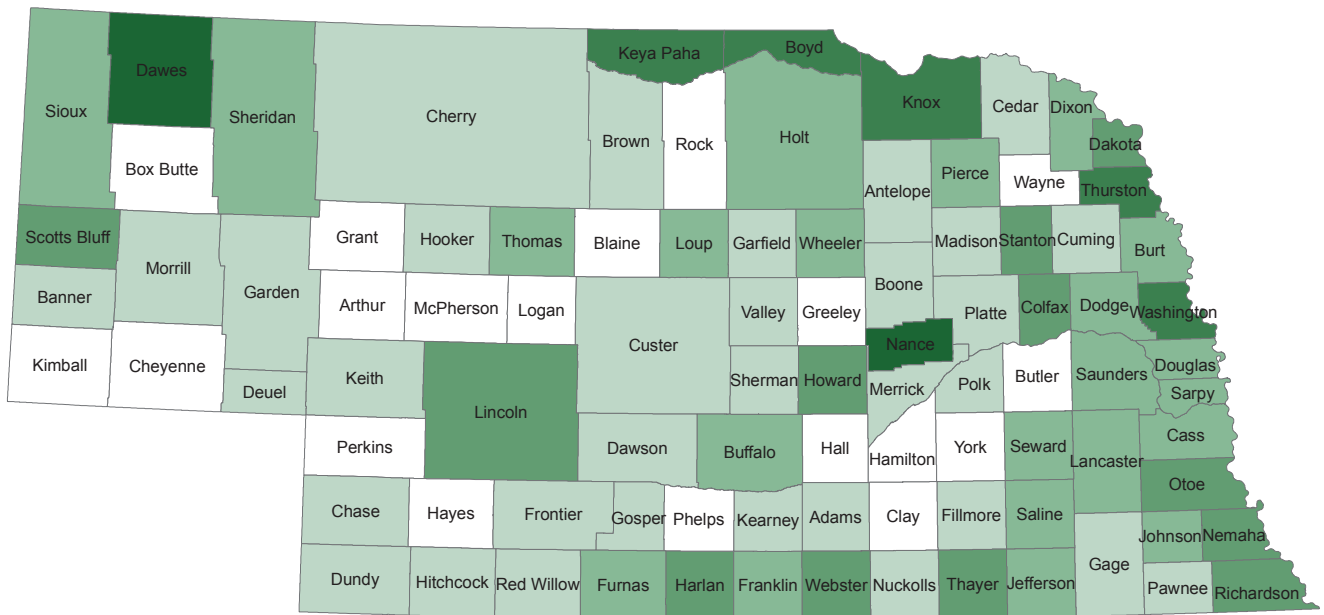 Keya Paha
Boyd
Dawes
Knox
Cedar
Dixon
Sioux
Sheridan
Cherry
Brown
Rock
Holt
Dakota
Box Butte
Antelope
Pierce
Wayne
Thurston
Scotts Bluff
Grant
Hooker
Thomas
Blaine
Loup
Garfield
Wheeler
Madison
Stanton
Cuming
Burt
Morrill
Banner
Garden
Arthur
McPherson
Logan
Valley
Greeley
Boone
Platte
Colfax
Dodge
Washington
Kimball
Cheyenne
Custer
Nance
Keith
Deuel
Lincoln
Sherman
Howard
Merrick
Polk
Butler
Saunders
Douglas
Sarpy
Perkins
Dawson
Buffalo
Hall
Hamilton
York
Seward
Lancaster
Cass
Otoe
Chase
Hayes
Frontier
Gosper
Phelps
Kearney
Adams
Clay
Fillmore
Saline
Johnson
Nemaha
Dundy
Hitchcock
Red Willow
Furnas
Harlan
Franklin
Webster
Nuckolls
Thayer
Jefferson
Gage
Pawnee
Richardson